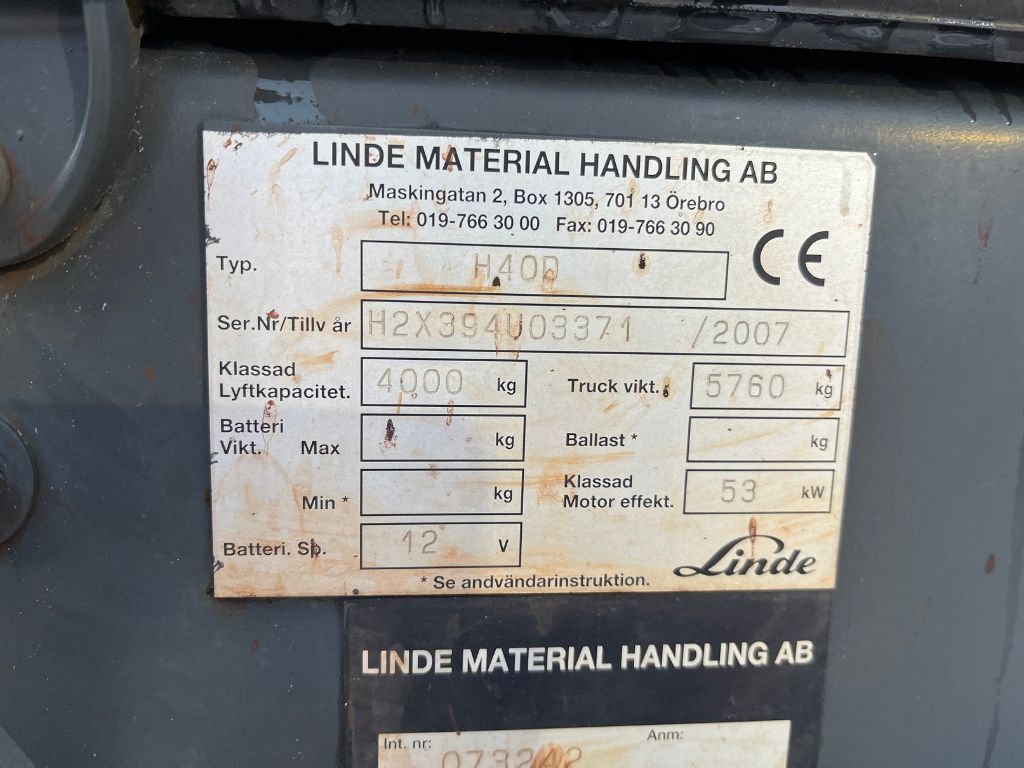 LINDE MATERIAL HANDLING AB
Maskingatan 2, Box 1305, 701 13 Örebro
Tel: 019-766 30 00 Fax: 019-766 30 90
Typ. H40D CE
Ser.Nr/Tillv år H2X394U03371 /2007
Klassad
Lyftkapacitet. 4000 kg Truck vikt. 5760 kg
Batteri
Vikt. Max kg Ballast * kg
Min * kg Klassad
Motor effekt. 53 kW
Batteri. Sp. 12 V Linde
* Se andvändarinstruktion.
LINDE MATERIAL HANDLING AB
Int. nr: 073242 Anm: